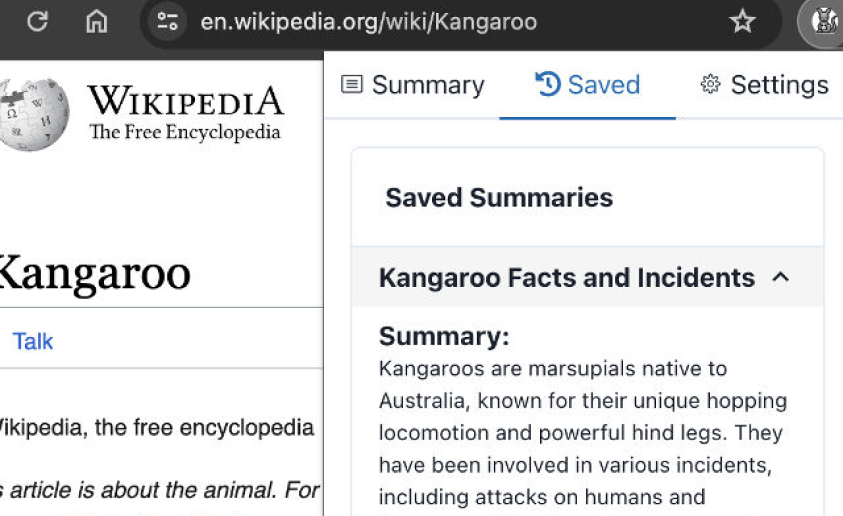 en.wikipedia.org/wiki/Kangaroo
WIKIPEDIA
The Free Encyclopedia
Kangaroo
Talk
Wikipedia, the free encyclopedia
article is about the animal. For
Summary
Saved
Settings
Saved Summaries
Kangaroo Facts and Incidents
Summary:
Kangaroos are marsupials native to
Australia, known for their unique hopping
locomotion and powerful hind legs. They
have been involved in various incidents,
including attacks on humans and